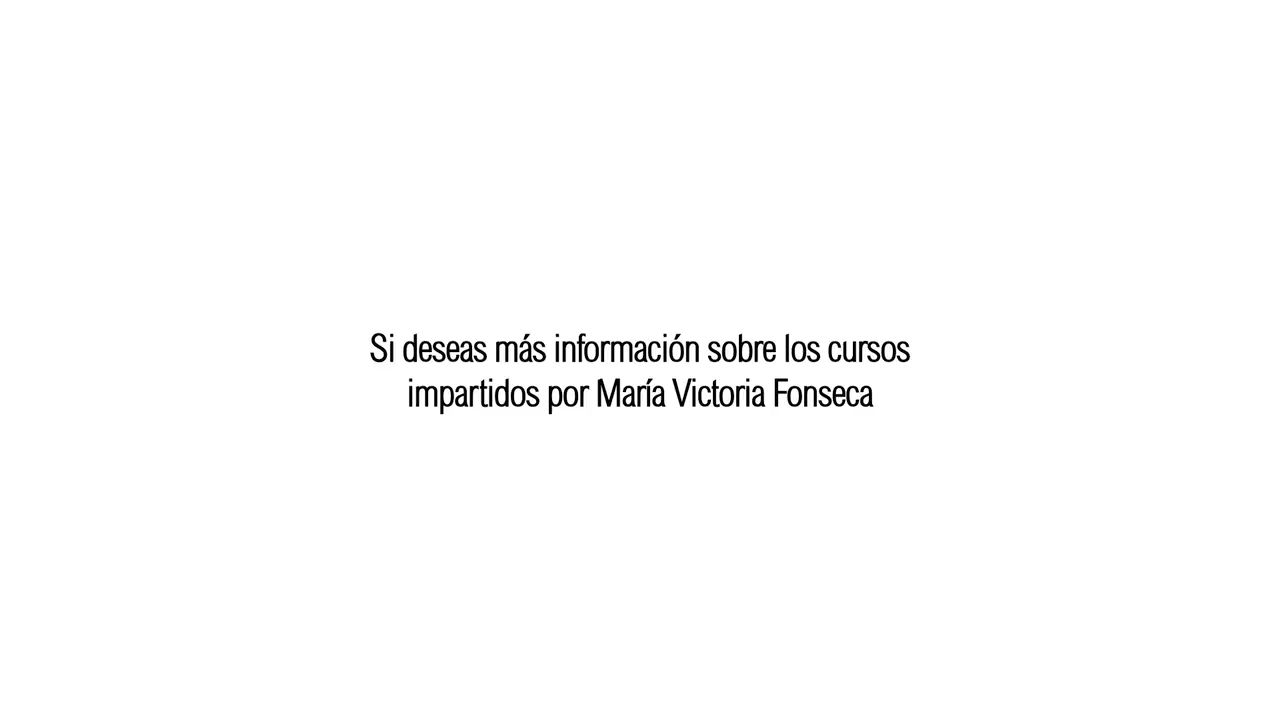 Si deseas más información sobre los cursos
impartidos por María Victoria Fonseca